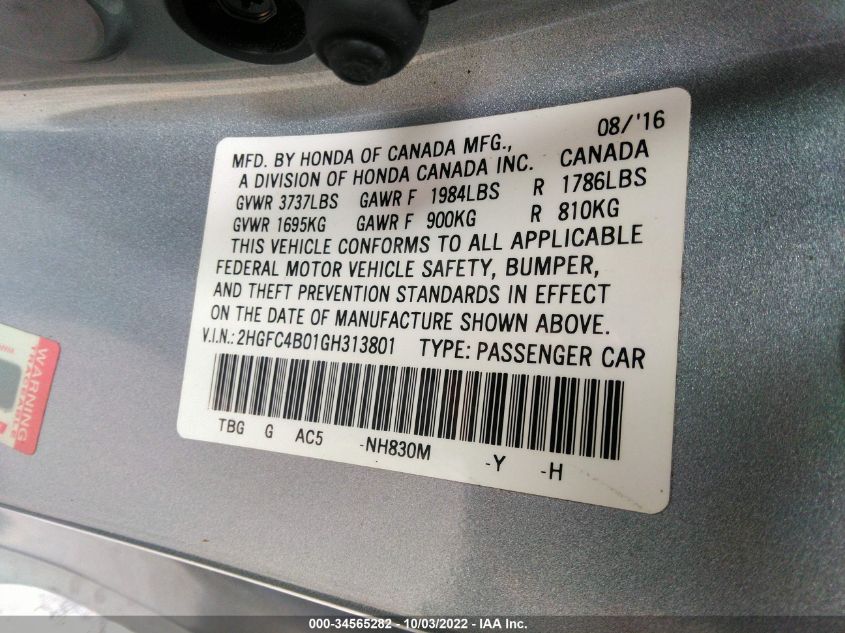 08/'16
MFD. BY HONDA OF CANADA MFG.,
A DIVISION OF HONDA CANADA INC. CANADA
GVWR 3737LBS GAWR F 1984LBS R 1786LBS
GVWR 1695KG GAWR F 900KG R 810KG
THIS VEHICLE CONFORMS TO ALL APPLICABLE
FEDERAL MOTOR VEHICLE SAFETY, BUMPER,
AND THEFT PREVENTION STANDARDS IN EFFECT
ON THE DATE OF MANUFACTURE SHOWN ABOVE.
V.I.N.: 2HGFC4B01GH313801 TYPE: PASSENGER CAR
TBG G AC5 -NH830M -Y -H
WARNING
000-34565282 - 10/03/2022 - IAA Inc.